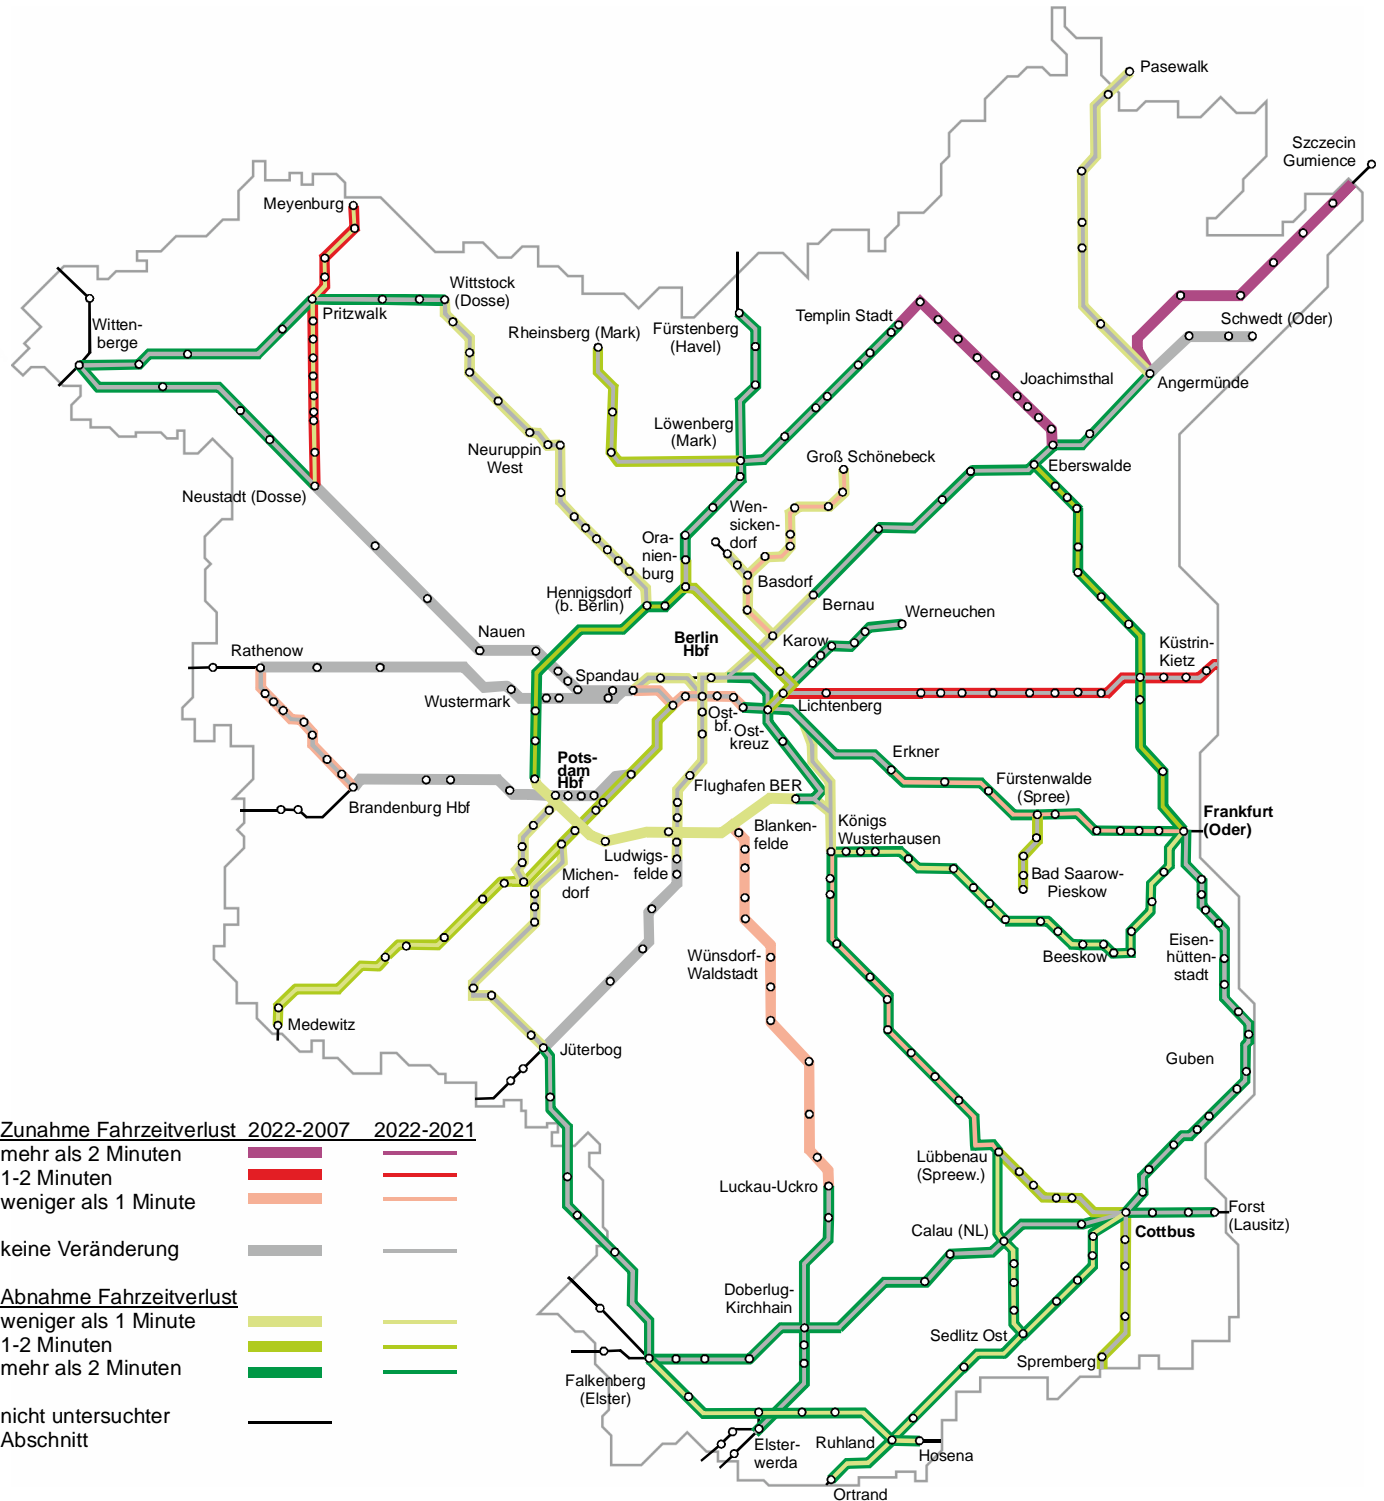 Pasewalk
Szczecin
Gumience
Meyenburg
Wittstock
(Dosse)
Pritzwalk
Witten-
berge
Rheinsberg (Mark)
Fürstenberg
(Havel)
Templin Stadt
Schwedt (Oder)
Joachimsthal
Angermünde
Löwenberg
(Mark)
Neuruppin
West
Groß Schönebeck
Eberswalde
Neustadt (Dosse)
Wen-
sicken-
dorf
Ora-
nien-
burg
Basdorf
Hennigsdorf
(b. Berlin)
Bernau
Werneuchen
Nauen
Berlin
Hbf
Karow
Küstrin-
Kietz
Rathenow
Spandau
Wustermark
Lichtenberg
Ost-
bf.
Ost-
kreuz
Erkner
Pots-
dam
Hbf
Flughafen BER
Fürstenwalde
(Spree)
Brandenburg Hbf
Frankfurt
(Oder)
Blanken-
felde
Königs
Wusterhausen
Ludwigs-
felde
Michen-
dorf
Bad Saarow-
Pieskow
Wünsdorf-
Waldstadt
Beeskow
Eisen-
hütten-
stadt
Medewitz
Jüterbog
Guben
Zunahme Fahrzeitverlust 2022-2007 2022-2021
mehr als 2 Minuten
1-2 Minuten
weniger als 1 Minute
keine Veränderung
Abnahme Fahrzeitverlust
weniger als 1 Minute
1-2 Minuten
mehr als 2 Minuten
nicht untersuchter
Abschnitt
Lübbenau
(Spreew.)
Luckau-Uckro
Calau (NL)
Forst
(Lausitz)
Cottbus
Doberlug-
Kirchhain
Sedlitz Ost
Spremberg
Falkenberg
(Elster)
Elster-
werda
Ruhland
Hosena
Ortrand